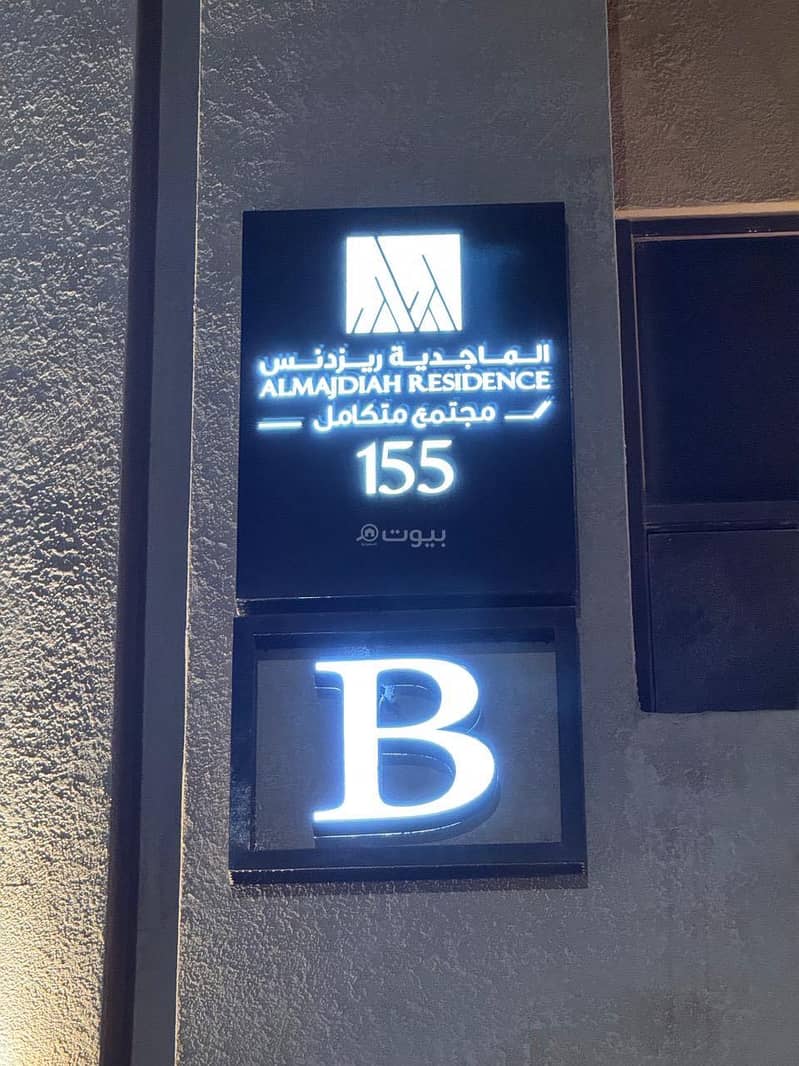 الماجدية ريزدنس
ALMAJDIAH RESIDENCE
مجتمع متكامل
155
بيوت
B